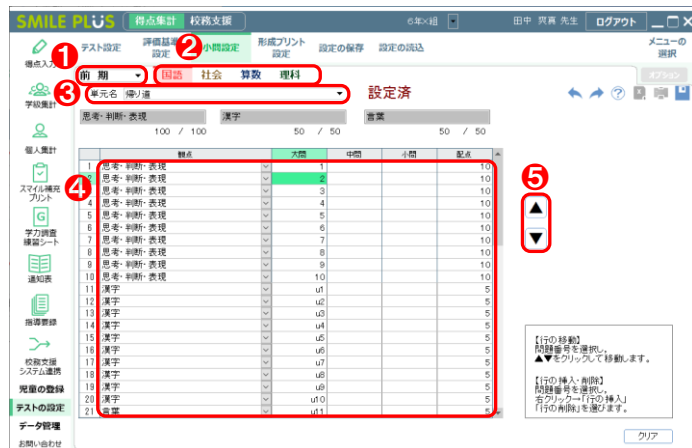 SMILE PLUS 得点集計 校務支援 6年×組 田中 爽真 先生 ログアウト
テスト設定 評価基準設定 小問設定 形成プリント設定 設定の保存 設定の読込 メニューの選択
得点入力
学級集計
個人集計
スマイル補充プリント
学力調査練習シート
通知表
指導要録
校務支援システム連携
児童の登録
テストの設定
データ管理
お問い合わせ
1 2 3 4 5
前 期 国語 社会 算数 理科 オプション
単元名 帰り道 設定済
思考・判断・表現 漢字 言葉
100 / 100 50 / 50 50 / 50
観点 大問 中問 小問 配点
1 思考・判断・表現 1 10
2 思考・判断・表現 2 10
3 思考・判断・表現 3 10
4 思考・判断・表現 4 10
5 思考・判断・表現 5 10
6 思考・判断・表現 6 10
7 思考・判断・表現 7 10
8 思考・判断・表現 8 10
9 思考・判断・表現 9 10
10 思考・判断・表現 10 10
11 漢字 u1 5
12 漢字 u2 5
13 漢字 u3 5
14 漢字 u4 5
15 漢字 u5 5
16 漢字 u6 5
17 漢字 u7 5
18 漢字 u8 5
19 漢字 u9 5
20 漢字 u10 5
21 言葉 u11 5
▲
▼
【行の移動】
問題番号を選択し、
▲▼をクリックして移動します。
【行の挿入・削除】
問題番号を選択し、
右クリック→「行の挿入」
「行の削除」を選びます。
クリア